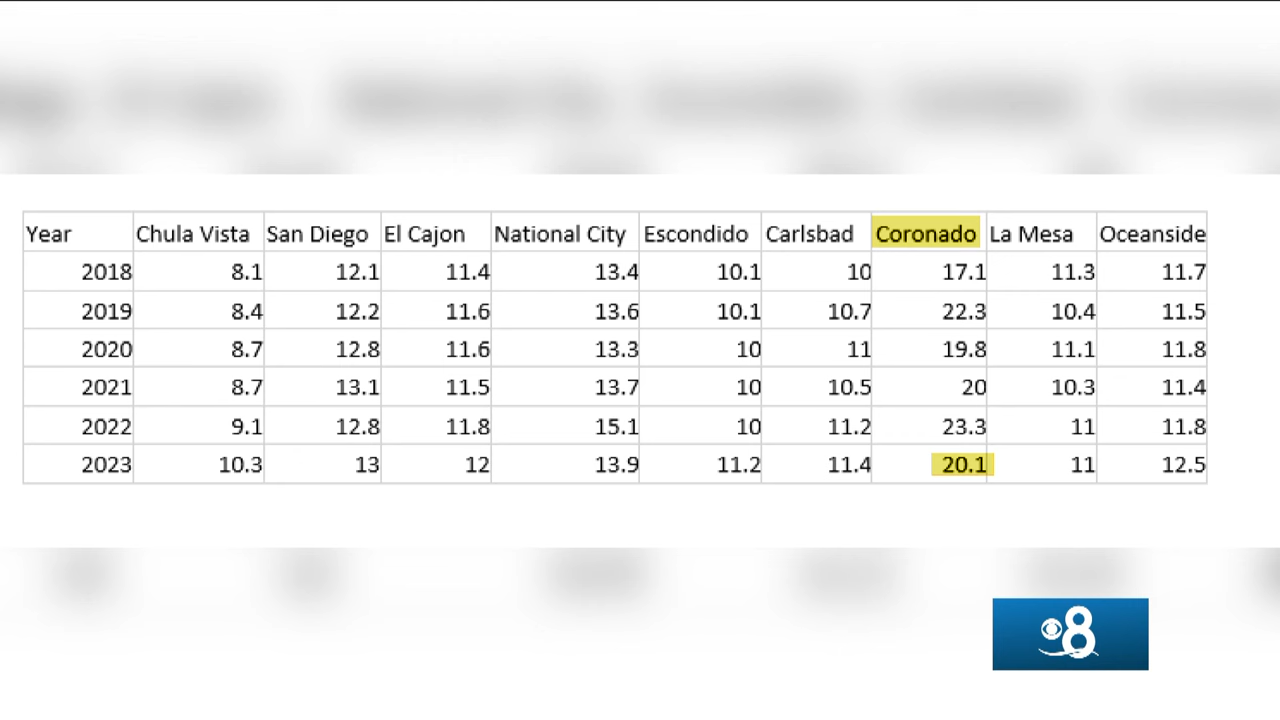 Year Chula Vista San Diego El Cajon National City Escondido Carlsbad Coronado La Mesa Oceanside
2018 8.1 12.1 11.4 13.4 10.1 10 17.1 11.3 11.7
2019 8.4 12.2 11.6 13.6 10.1 10.7 22.3 10.4 11.5
2020 8.7 12.8 11.6 13.3 10 11 19.8 11.1 11.8
2021 8.7 13.1 11.5 13.7 10 10.5 20 10.3 11.4
2022 9.1 12.8 11.8 15.1 10 11.2 23.3 11 11.8
2023 10.3 13 12 13.9 11.2 11.4 20.1 11 12.5
8